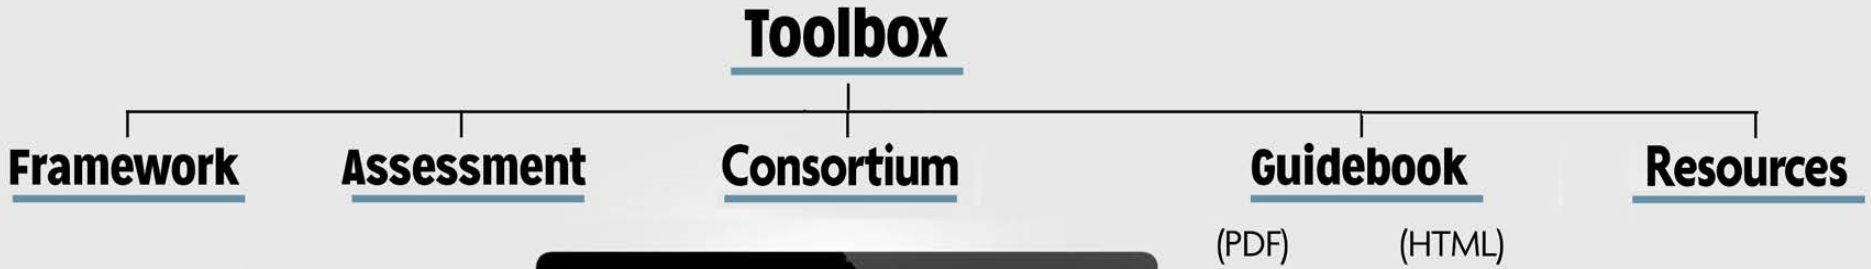 Toolbox
Framework Assessment Consortium Guidebook Resources
(PDF) (HTML)